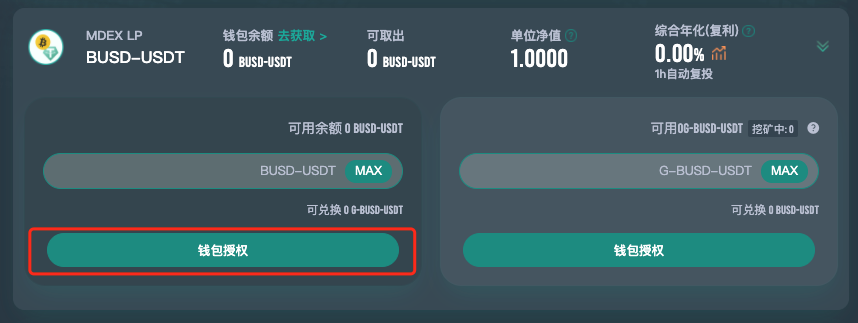 MDEX LP
BUSD-USDT
钱包余额 去获取 >
0 BUSD-USDT
可取出
0 BUSD-USDT
单位净值 ?
1.0000
综合年化(复利) ?
0.00%
1h自动复投
可用余额 0 BUSD-USDT
BUSD-USDT MAX
可兑换 0 G-BUSD-USDT
钱包授权
可用0G-BUSD-USDT 挖矿中: 0 ?
G-BUSD-USDT MAX
可兑换 0 BUSD-USDT
钱包授权